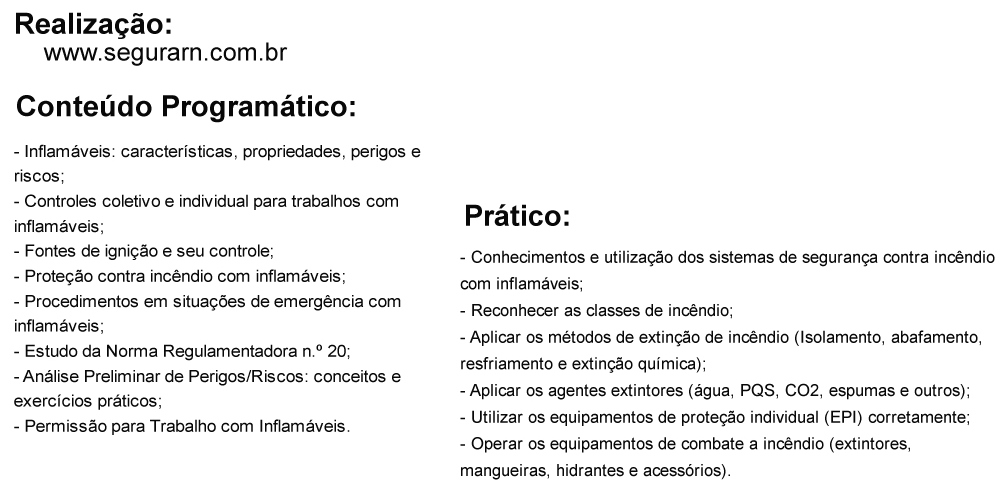 Realização:
www.segurarn.com.br
Conteúdo Programático:
- Inflamáveis: características, propriedades, perigos e
riscos;
- Controles coletivo e individual para trabalhos com
inflamáveis;
- Fontes de ignição e seu controle;
- Proteção contra incêndio com inflamáveis;
- Procedimentos em situações de emergência com
inflamáveis;
- Estudo da Norma Regulamentadora n.º 20;
- Análise Preliminar de Perigos/Riscos: conceitos e
exercícios práticos;
- Permissão para Trabalho com Inflamáveis.
Prático:
- Conhecimentos e utilização dos sistemas de segurança contra incêndio
com inflamáveis;
- Reconhecer as classes de incêndio;
- Aplicar os métodos de extinção de incêndio (Isolamento, abafamento,
resfriamento e extinção química);
- Aplicar os agentes extintores (água, PQS, CO2, espumas e outros);
- Utilizar os equipamentos de proteção individual (EPI) corretamente;
- Operar os equipamentos de combate a incêndio (extintores,
mangueiras, hidrantes e acessórios).